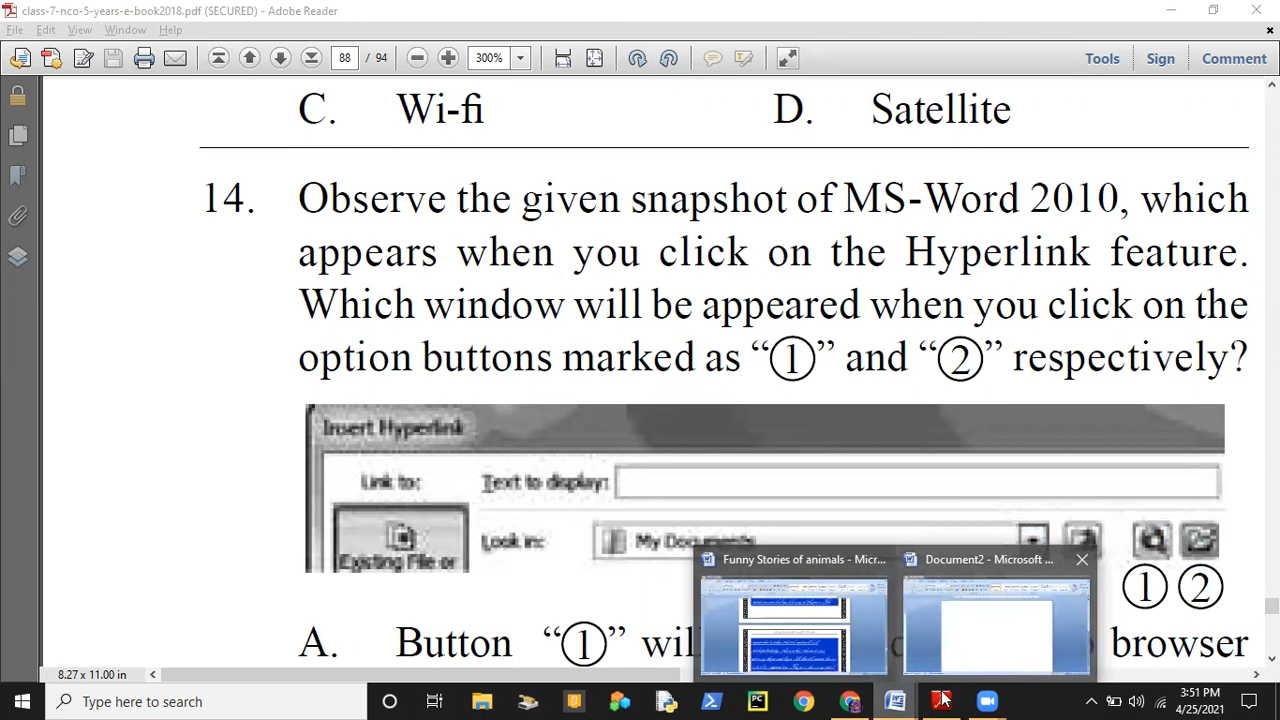 class-7-nco-5-years-e-book2018.pdf (SECURED) - Adobe Reader
File Edit View Window Help
88 / 94 300% Tools Sign Comment
C. Wi-fi D. Satellite
14. Observe the given snapshot of MS-Word 2010, which
appears when you click on the Hyperlink feature.
Which window will be appeared when you click on the
option buttons marked as “①” and “②” respectively?
Insert Hyperlink
Link to: Text to display:
Existing File or
Look in: My Documents
① ②
Funny Stories of animals - Micr... Document2 - Microsoft ...
A. Button “①” wil browser
Type here to search
PC
3:51 PM
4/25/2021